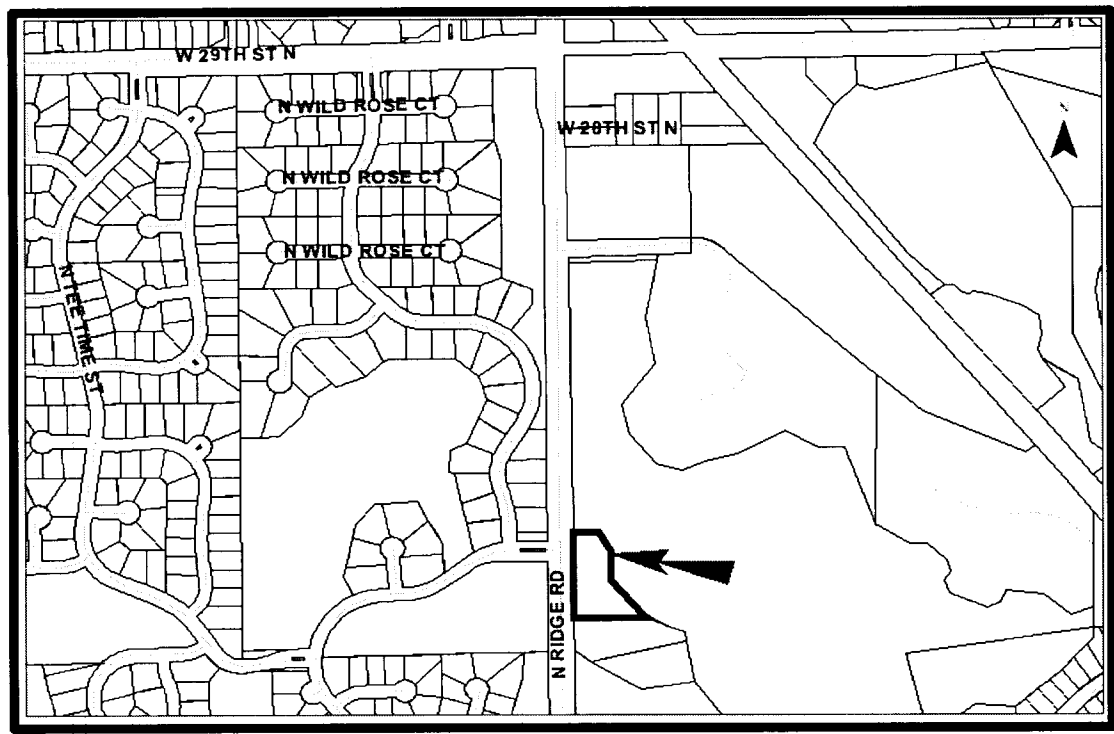 W 29TH ST N
N WILD ROSE CT
W 28TH ST N
N WILD ROSE CT
N WILD ROSE CT
N TEE TIME ST
N RIDGE RD